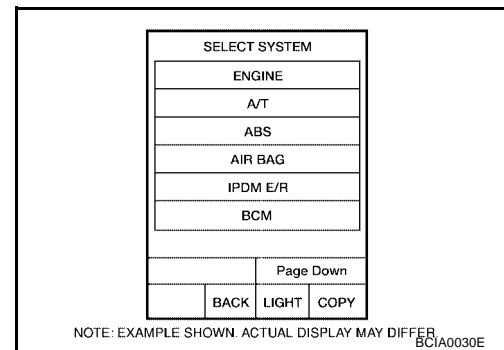 SELECT SYSTEM
ENGINE
A/T
ABS
AIR BAG
IPDM E/R
BCM
Page Down
BACK LIGHT COPY
NOTE: EXAMPLE SHOWN. ACTUAL DISPLAY MAY DIFFER.
BCIA0030E